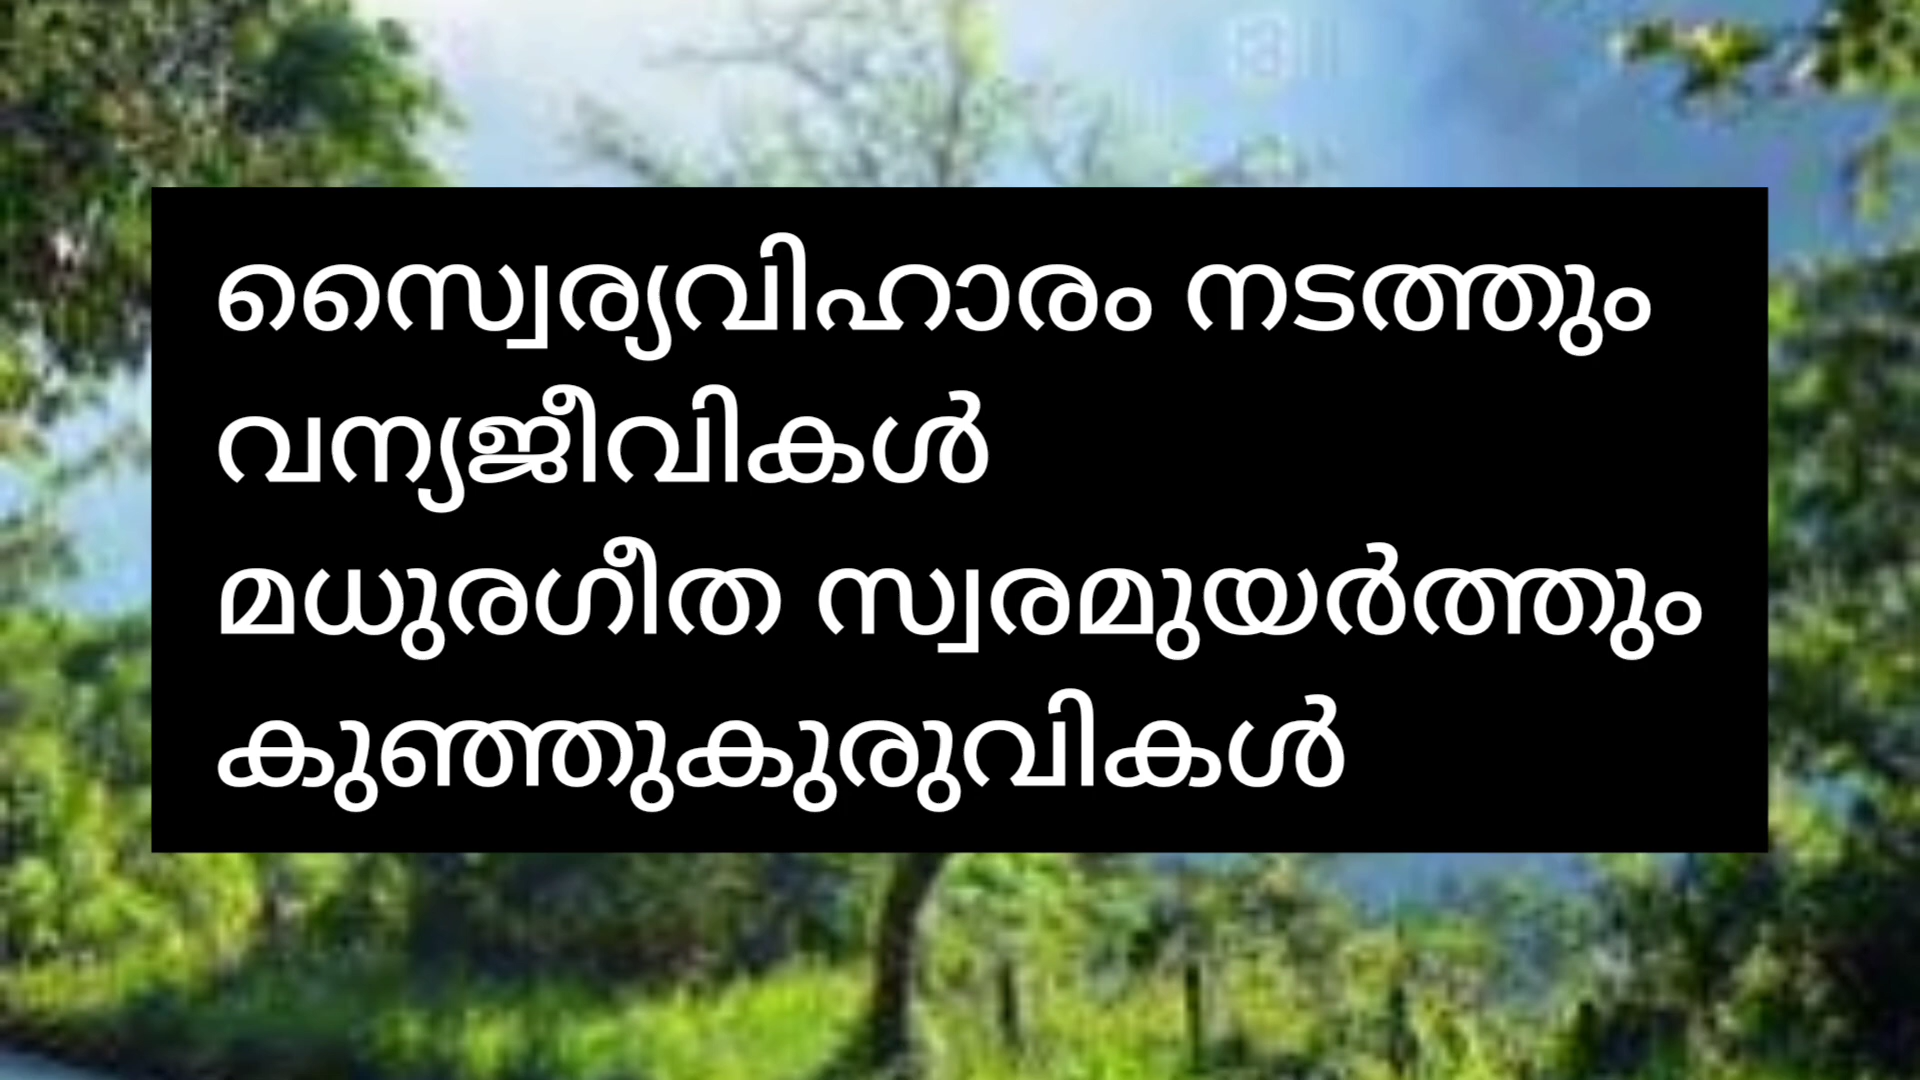 സ്വൈര്യവിഹാരം നടത്തും
വന്യജീവികൾ
മധുരഗീത സ്വരമുയർത്തും
കുഞ്ഞുകുരുവികൾ